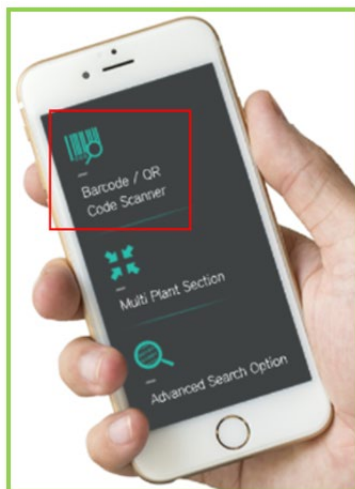 Barcode / QR
Code Scanner
Multi Plant Section
Advanced Search Option